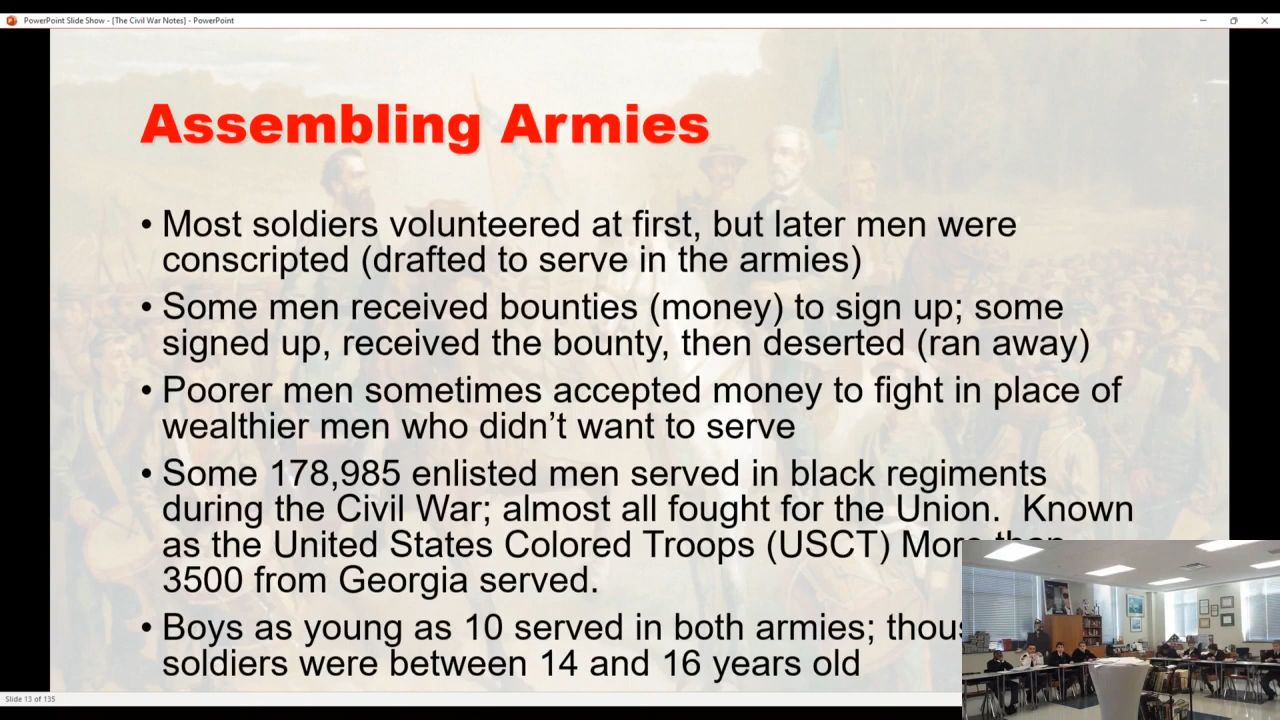 PowerPoint Slide Show - [The Civil War Notes] - PowerPoint
Assembling Armies
• Most soldiers volunteered at first, but later men were
conscripted (drafted to serve in the armies)
• Some men received bounties (money) to sign up; some
signed up, received the bounty, then deserted (ran away)
• Poorer men sometimes accepted money to fight in place of
wealthier men who didn’t want to serve
• Some 178,985 enlisted men served in black regiments
during the Civil War; almost all fought for the Union.  Known
as the United States Colored Troops (USCT) More than
3500 from Georgia served.
• Boys as young as 10 served in both armies;
soldiers were between 14 and 16 years old
Slide 13 of 135